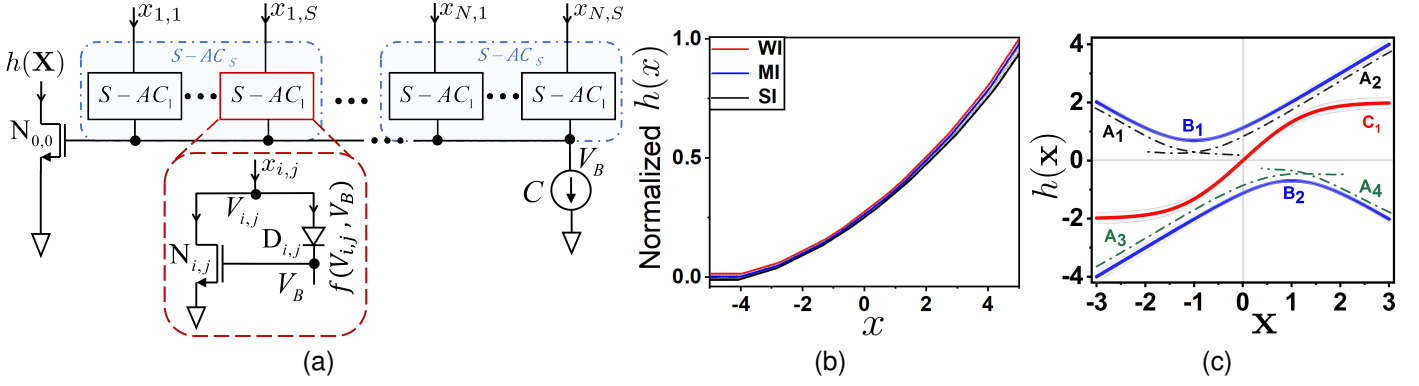 x1,1
x1,S
xN,1
xN,S
S-ACS
S-ACS
h(X)
N0,0
S-AC1
S-AC1
S-AC1
S-AC1
VB
C
xi,j
Vi,j
Di,j
Ni,j
VB
f(Vi,j, VB)
(a)
Normalized h(x)
1.0
0.5
0.0
WI
MI
SI
-4
-2
0
2
4
x
(b)
h(x)
4
2
0
-2
-4
A1
B1
A2
C1
A3
B2
A4
-3
-2
-1
0
1
2
3
x
(c)